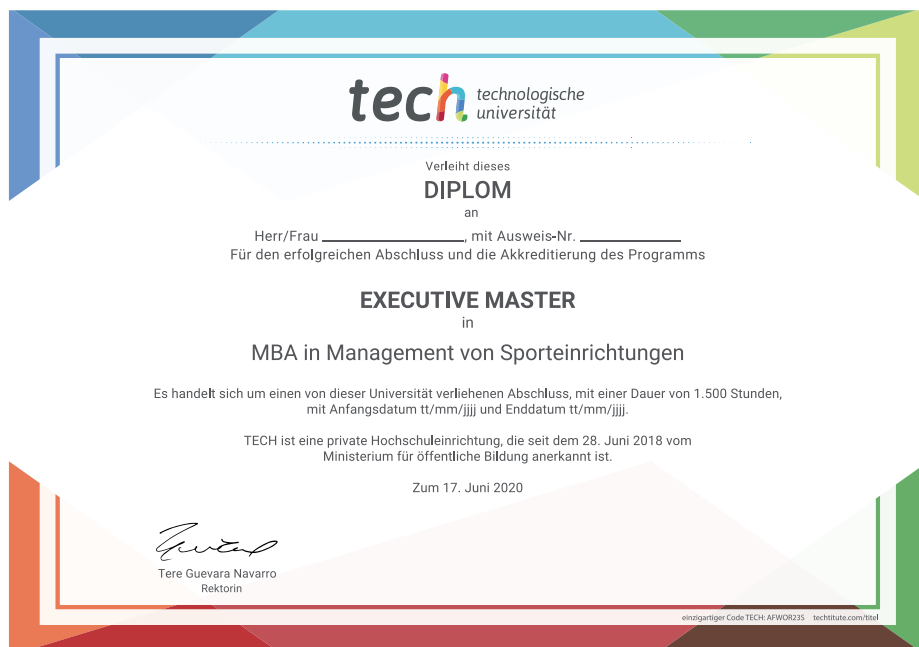 tech technologische
universität
Verleiht dieses
DIPLOM
an
Herr/Frau ____________, mit Ausweis-Nr. ____________
Für den erfolgreichen Abschluss und die Akkreditierung des Programms
EXECUTIVE MASTER
in
MBA in Management von Sporteinrichtungen
Es handelt sich um einen von dieser Universität verliehenen Abschluss, mit einer Dauer von 1.500 Stunden,
mit Anfangsdatum tt/mm/jjjj und Enddatum tt/mm/jjjj.
TECH ist eine private Hochschuleinrichtung, die seit dem 28. Juni 2018 vom
Ministerium für öffentliche Bildung anerkannt ist.
Zum 17. Juni 2020
Tere Guevara Navarro
Rektorin
einzigartiger Code TECH: AFWOR23S techtitute.com/titel